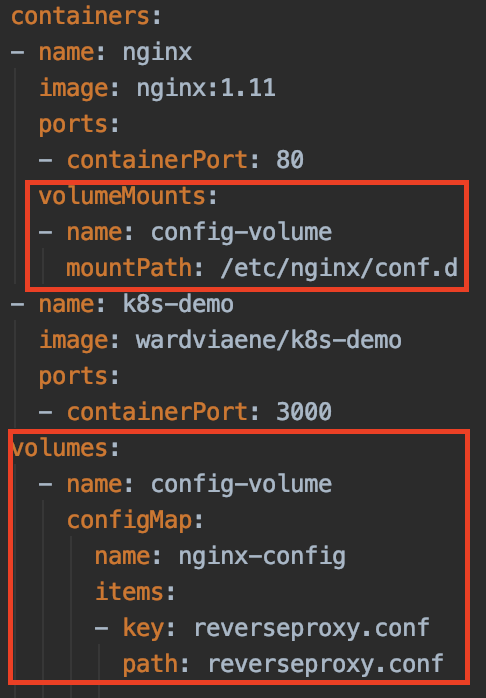 containers:
- name: nginx
  image: nginx:1.11
  ports:
  - containerPort: 80
  volumeMounts:
  - name: config-volume
    mountPath: /etc/nginx/conf.d
- name: k8s-demo
  image: wardviaene/k8s-demo
  ports:
  - containerPort: 3000
volumes:
  - name: config-volume
    configMap:
      name: nginx-config
      items:
      - key: reverseproxy.conf
        path: reverseproxy.conf